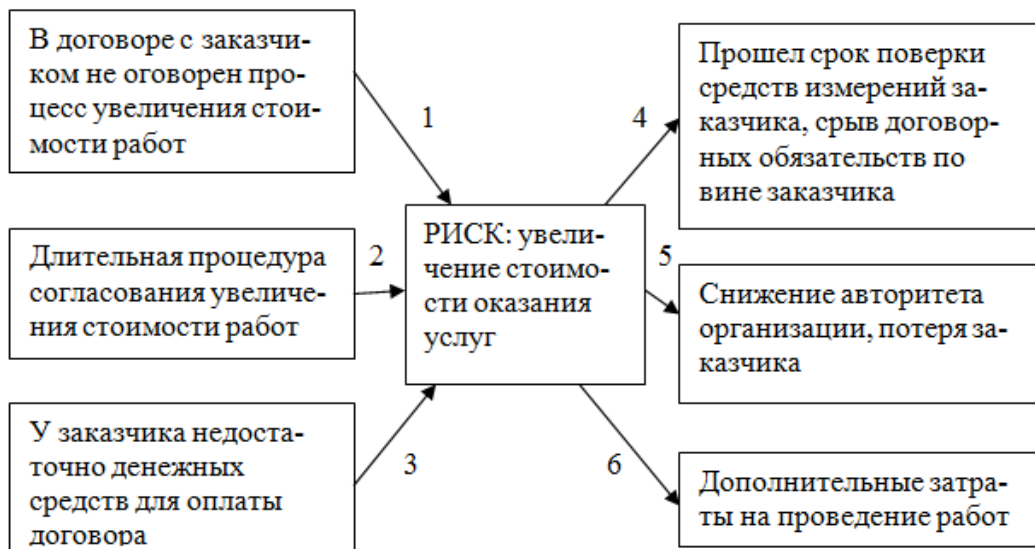 В договоре с заказчи-
ком не оговорен про-
цесс увеличения стои-
мости работ
1
Длительная процедура
согласования увеличе-
ния стоимости работ
2
У заказчика недоста-
точно денежных
средств для оплаты
договора
3
РИСК: увели-
чение стоимо-
сти оказания
услуг
4
Прошел срок поверки
средств измерений за-
казчика, срыв договор-
ных обязательств по
вине заказчика
5
Снижение авторитета
организации, потеря за-
казчика
6
Дополнительные затра-
ты на проведение работ